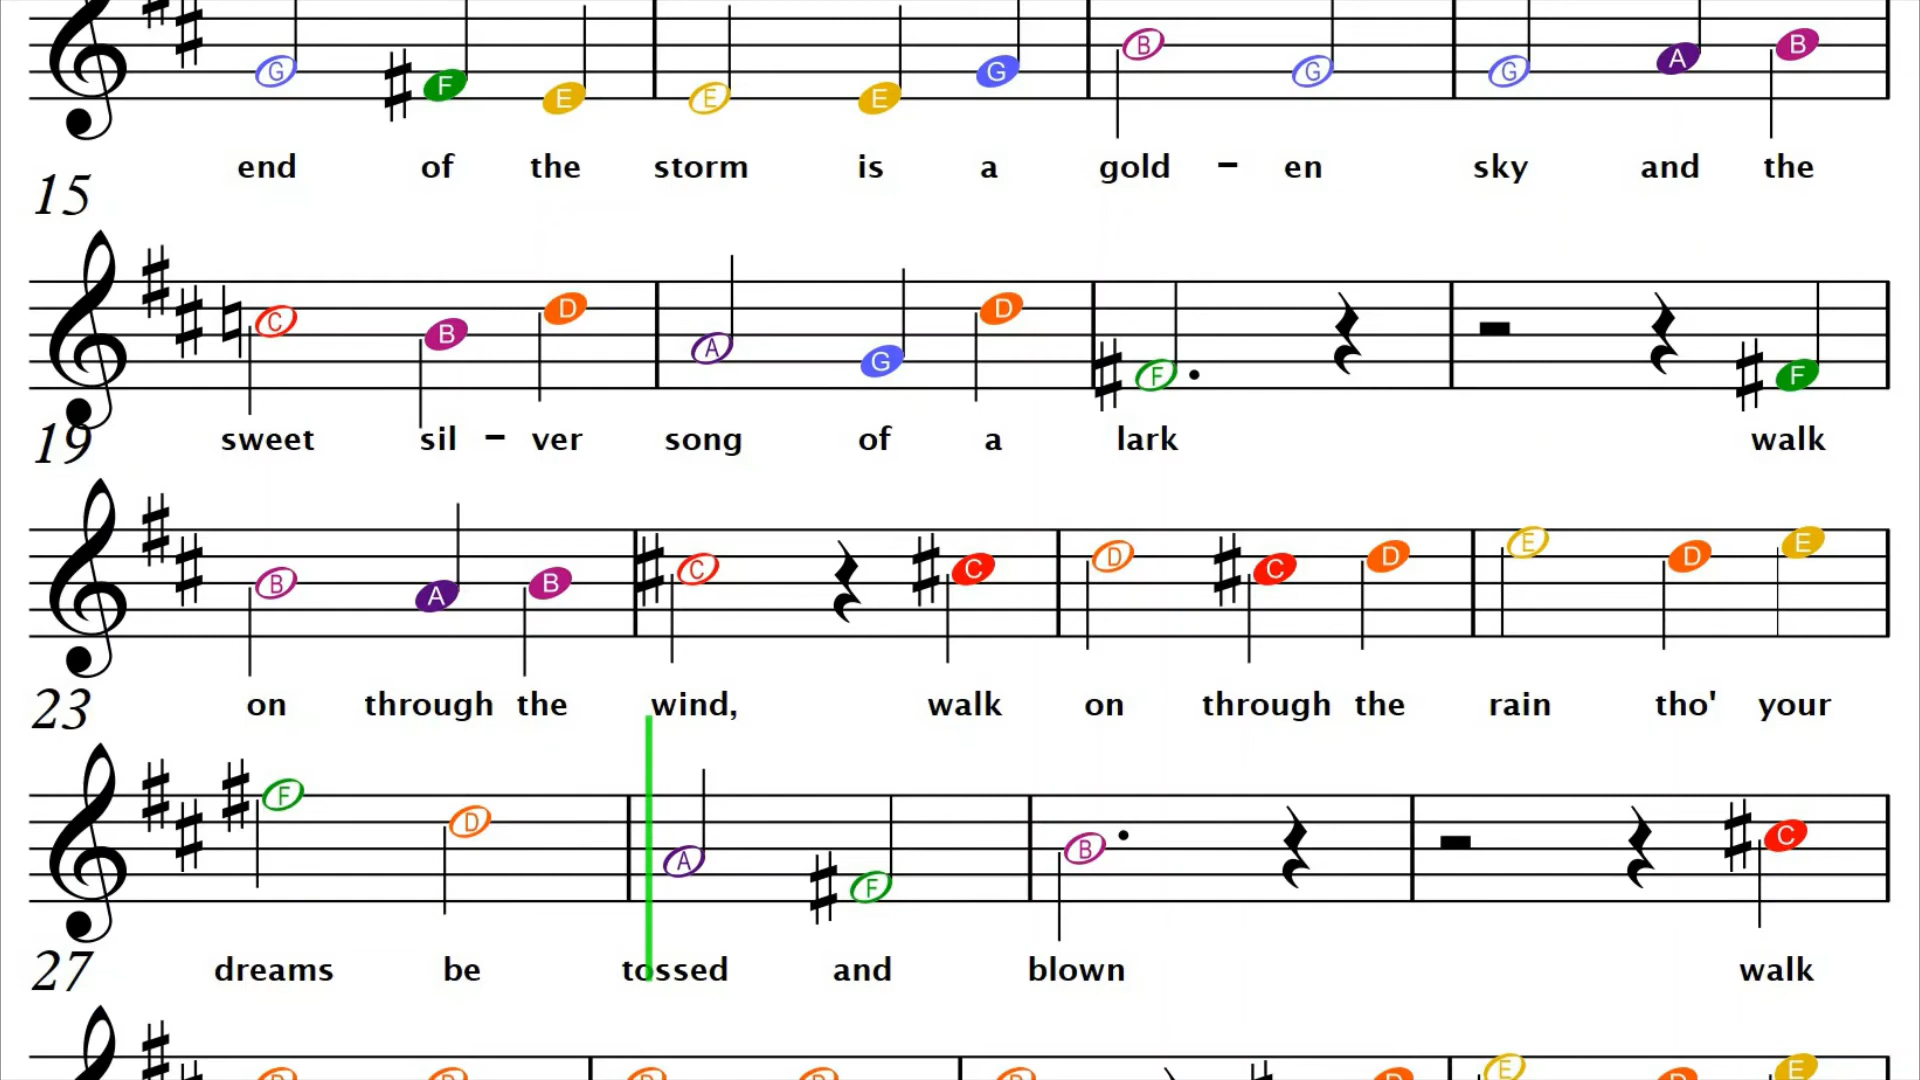 G F E E E G B G G A B
end of the storm is a gold - en sky and the
15
C B D A G D F F
sweet sil - ver song of a lark walk
19
B A B C C D C D E D E
on through the wind, walk on through the rain tho' your
23
F D A F B C
dreams be tossed and blown walk
27
D D D D D D E D E